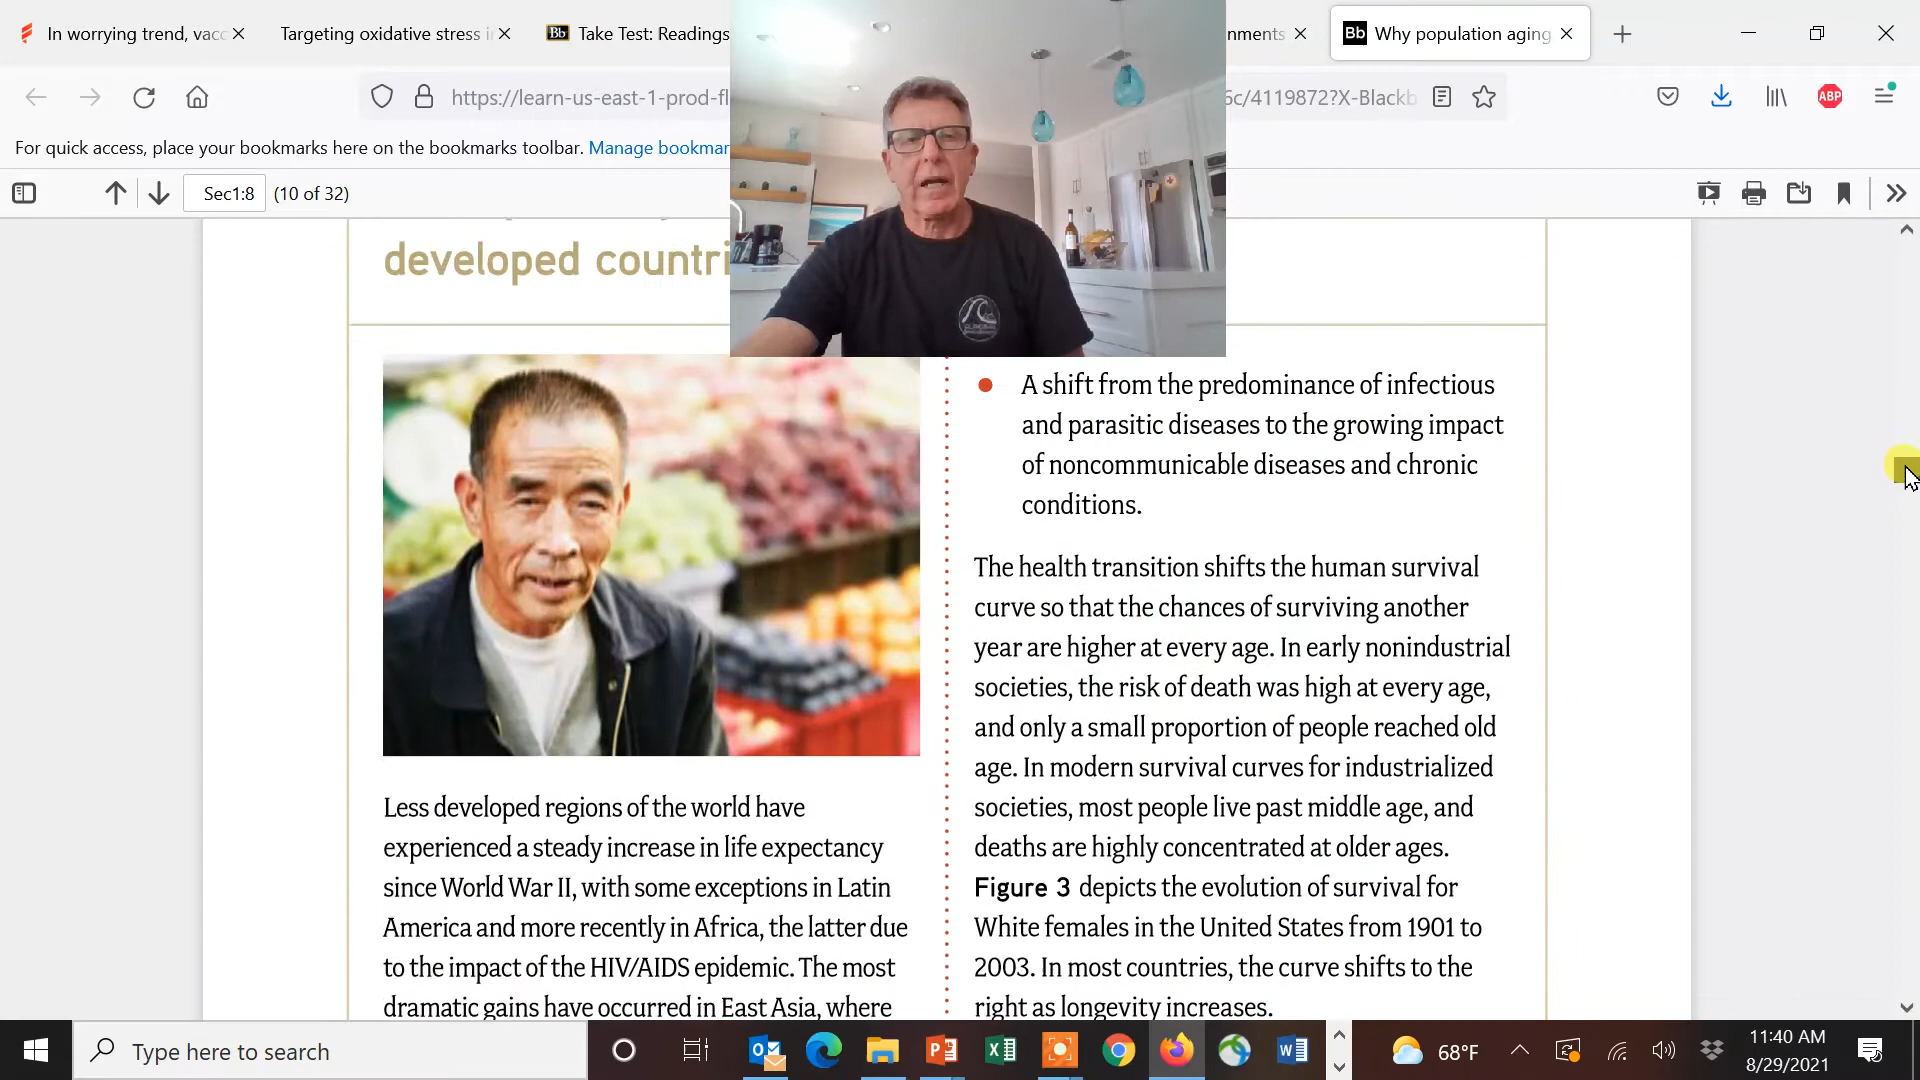 In worrying trend, vacc
Targeting oxidative stress i
Bb Take Test: Readings
nments
Bb Why population aging
https://learn-us-east-1-prod-fl
6c/4119872?X-Blackb
ABP
For quick access, place your bookmarks here on the bookmarks toolbar. Manage bookmar
Sec1:8 (10 of 32)
developed countri
Less developed regions of the world have
experienced a steady increase in life expectancy
since World War II, with some exceptions in Latin
America and more recently in Africa, the latter due
to the impact of the HIV/AIDS epidemic. The most
dramatic gains have occurred in East Asia, where
A shift from the predominance of infectious
and parasitic diseases to the growing impact
of noncommunicable diseases and chronic
conditions.
The health transition shifts the human survival
curve so that the chances of surviving another
year are higher at every age. In early nonindustrial
societies, the risk of death was high at every age,
and only a small proportion of people reached old
age. In modern survival curves for industrialized
societies, most people live past middle age, and
deaths are highly concentrated at older ages.
Figure 3 depicts the evolution of survival for
White females in the United States from 1901 to
2003. In most countries, the curve shifts to the
right as longevity increases.
Type here to search
68°F
11:40 AM
8/29/2021